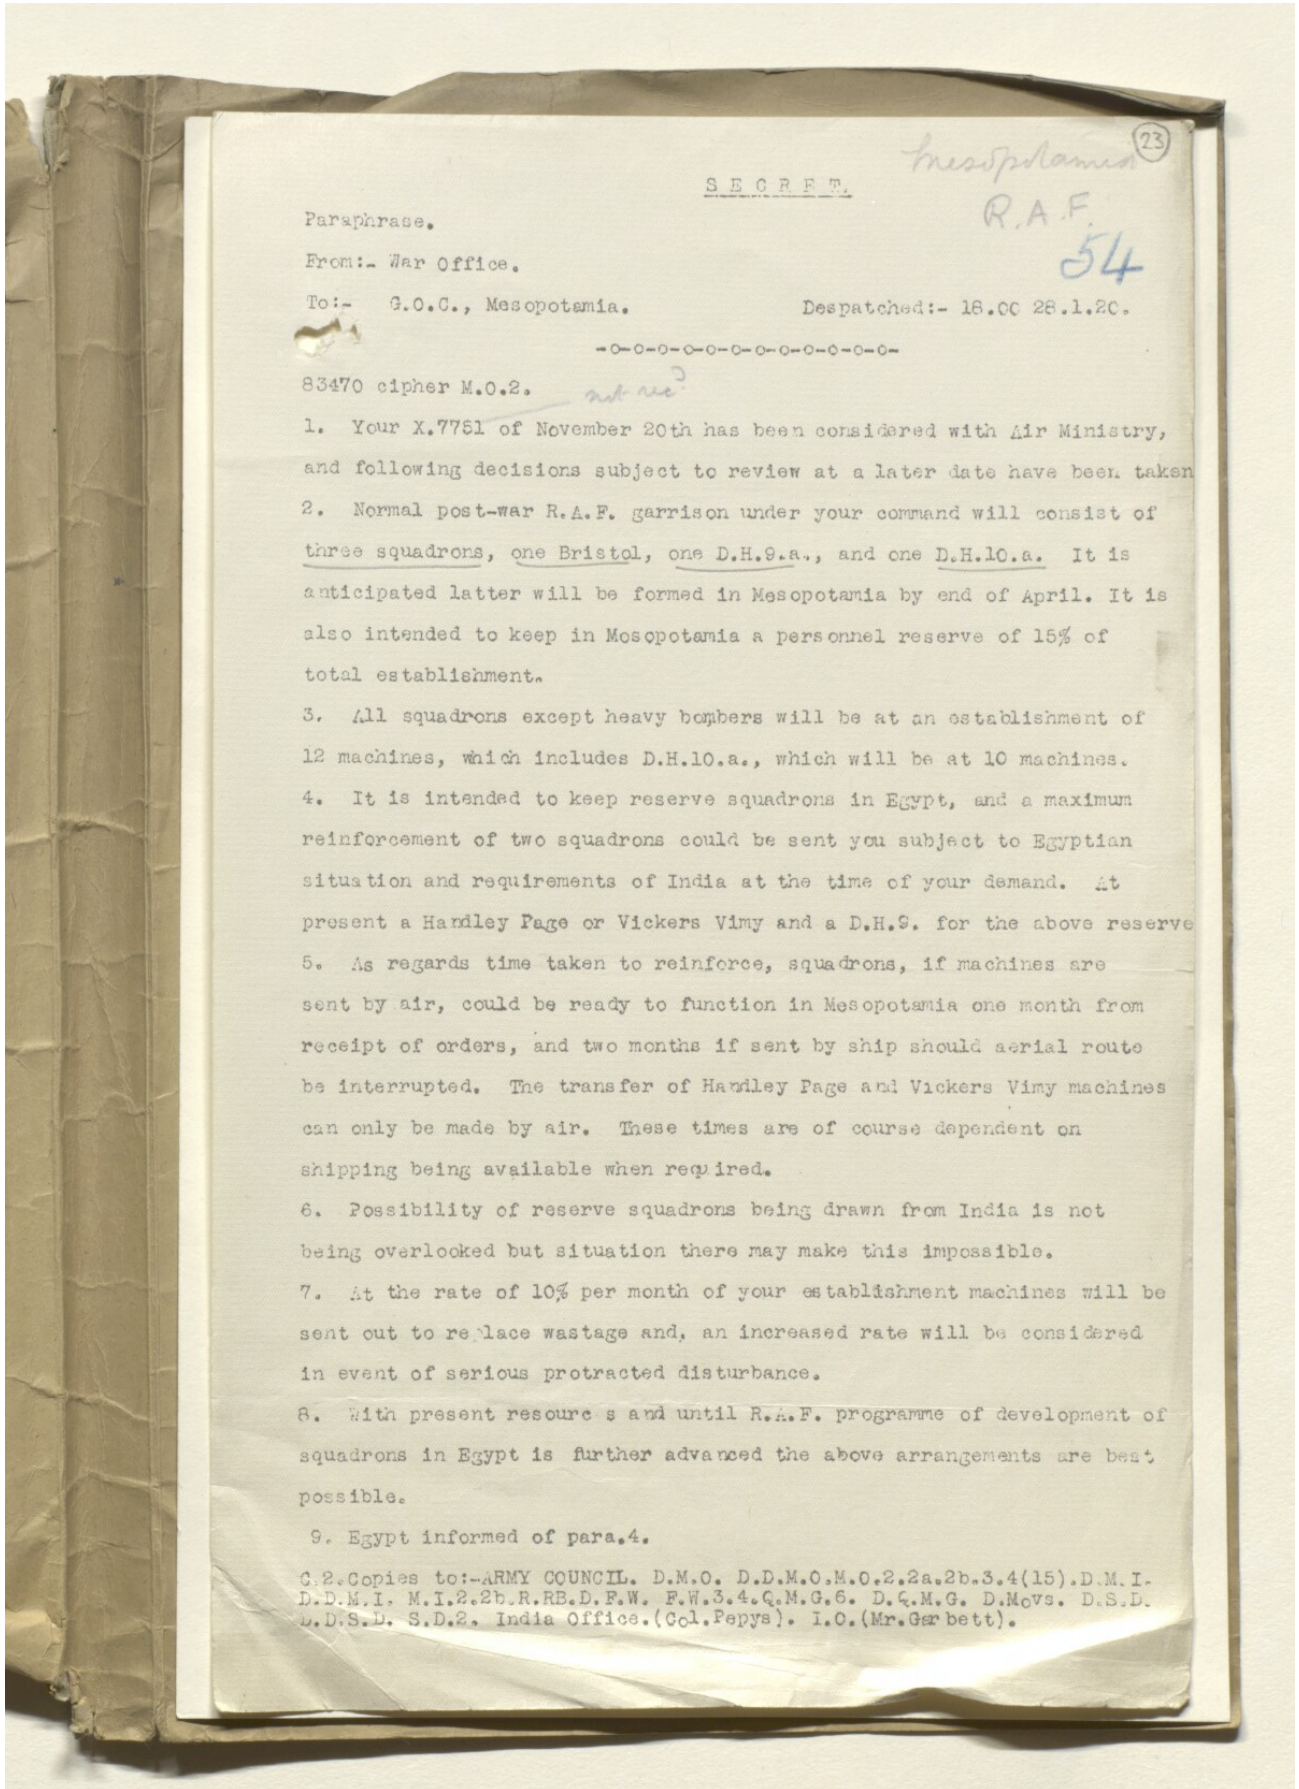 23
Mesopotamia
SECRET.
R.A.F.
Paraphrase.
54
From:- War Office.
To:- G.O.C., Mesopotamia. Despatched:- 18.00 28.1.20.
-o-o-o-o-o-o-o-o-o-o-o-o-
83470 cipher M.O.2.
not recd
1. Your X.7751 of November 20th has been considered with Air Ministry,
and following decisions subject to review at a later date have been taken
2. Normal post-war R.A.F. garrison under your command will consist of
three squadrons, one Bristol, one D.H.9.a., and one D.H.10.a. It is
anticipated latter will be formed in Mesopotamia by end of April. It is
also intended to keep in Mosopotamia a personnel reserve of 15% of
total establishment.
3. All squadrons except heavy bombers will be at an establishment of
12 machines, which includes D.H.10.a., which will be at 10 machines.
4. It is intended to keep reserve squadrons in Egypt, and a maximum
reinforcement of two squadrons could be sent you subject to Egyptian
situation and requirements of India at the time of your demand. At
present a Handley Page or Vickers Vimy and a D.H.9. for the above reserve
5. As regards time taken to reinforce, squadrons, if machines are
sent by air, could be ready to function in Mesopotamia one month from
receipt of orders, and two months if sent by ship should aerial route
be interrupted. The transfer of Handley Page and Vickers Vimy machines
can only be made by air. These times are of course dependent on
shipping being available when required.
6. Possibility of reserve squadrons being drawn from India is not
being overlooked but situation there may make this impossible.
7. At the rate of 10% per month of your establishment machines will be
sent out to re lace wastage and, an increased rate will be considered
in event of serious protracted disturbance.
8. With present resourc s and until R.A.F. programme of development of
squadrons in Egypt is further advanced the above arrangements are best
possible.
9. Egypt informed of para.4.
C.2.Copies to:-ARMY COUNCIL. D.M.O. D.D.M.O.M.O.2.2a.2b.3.4(15).D.M.I.
D.D.M.I. M.I.2.2b.R.RB.D.F.W. F.W.3.4.Q.M.G.6. D.Q.M.G. D.Movs. D.S.D.
D.D.S.D. S.D.2. India Office.(Col.Pepys). I.O.(Mr.Garbett).